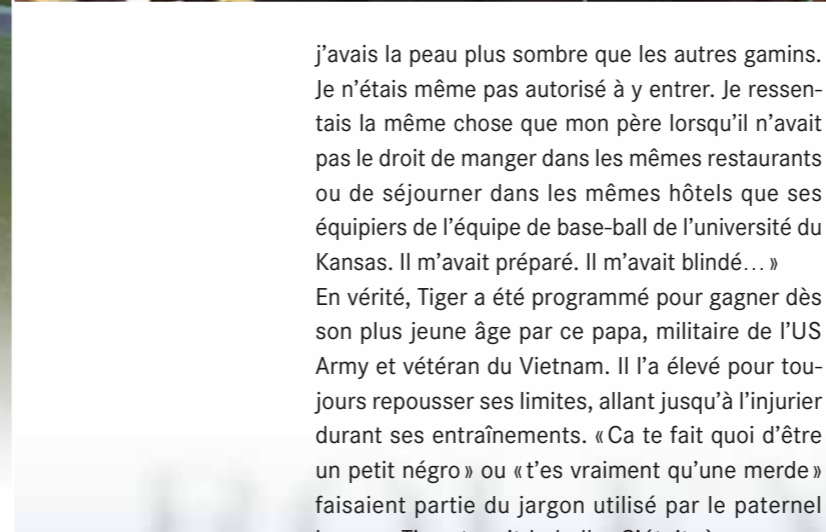 j'avais la peau plus sombre que les autres gamins.
Je n'étais même pas autorisé à y entrer. Je ressen-
tais la même chose que mon père lorsqu'il n'avait
pas le droit de manger dans les mêmes restaurants
ou de séjourner dans les mêmes hôtels que ses
équipiers de l'équipe de base-ball de l'université du
Kansas. Il m'avait préparé. Il m'avait blindé… »
En vérité, Tiger a été programmé pour gagner dès
son plus jeune âge par ce papa, militaire de l'US
Army et vétéran du Vietnam. Il l'a élevé pour tou-
jours repousser ses limites, allant jusqu'à l'injurier
durant ses entraînements. «Ca te fait quoi d'être
un petit négro» ou «t'es vraiment qu'une merde»
faisaient partie du jargon utilisé par le paternel